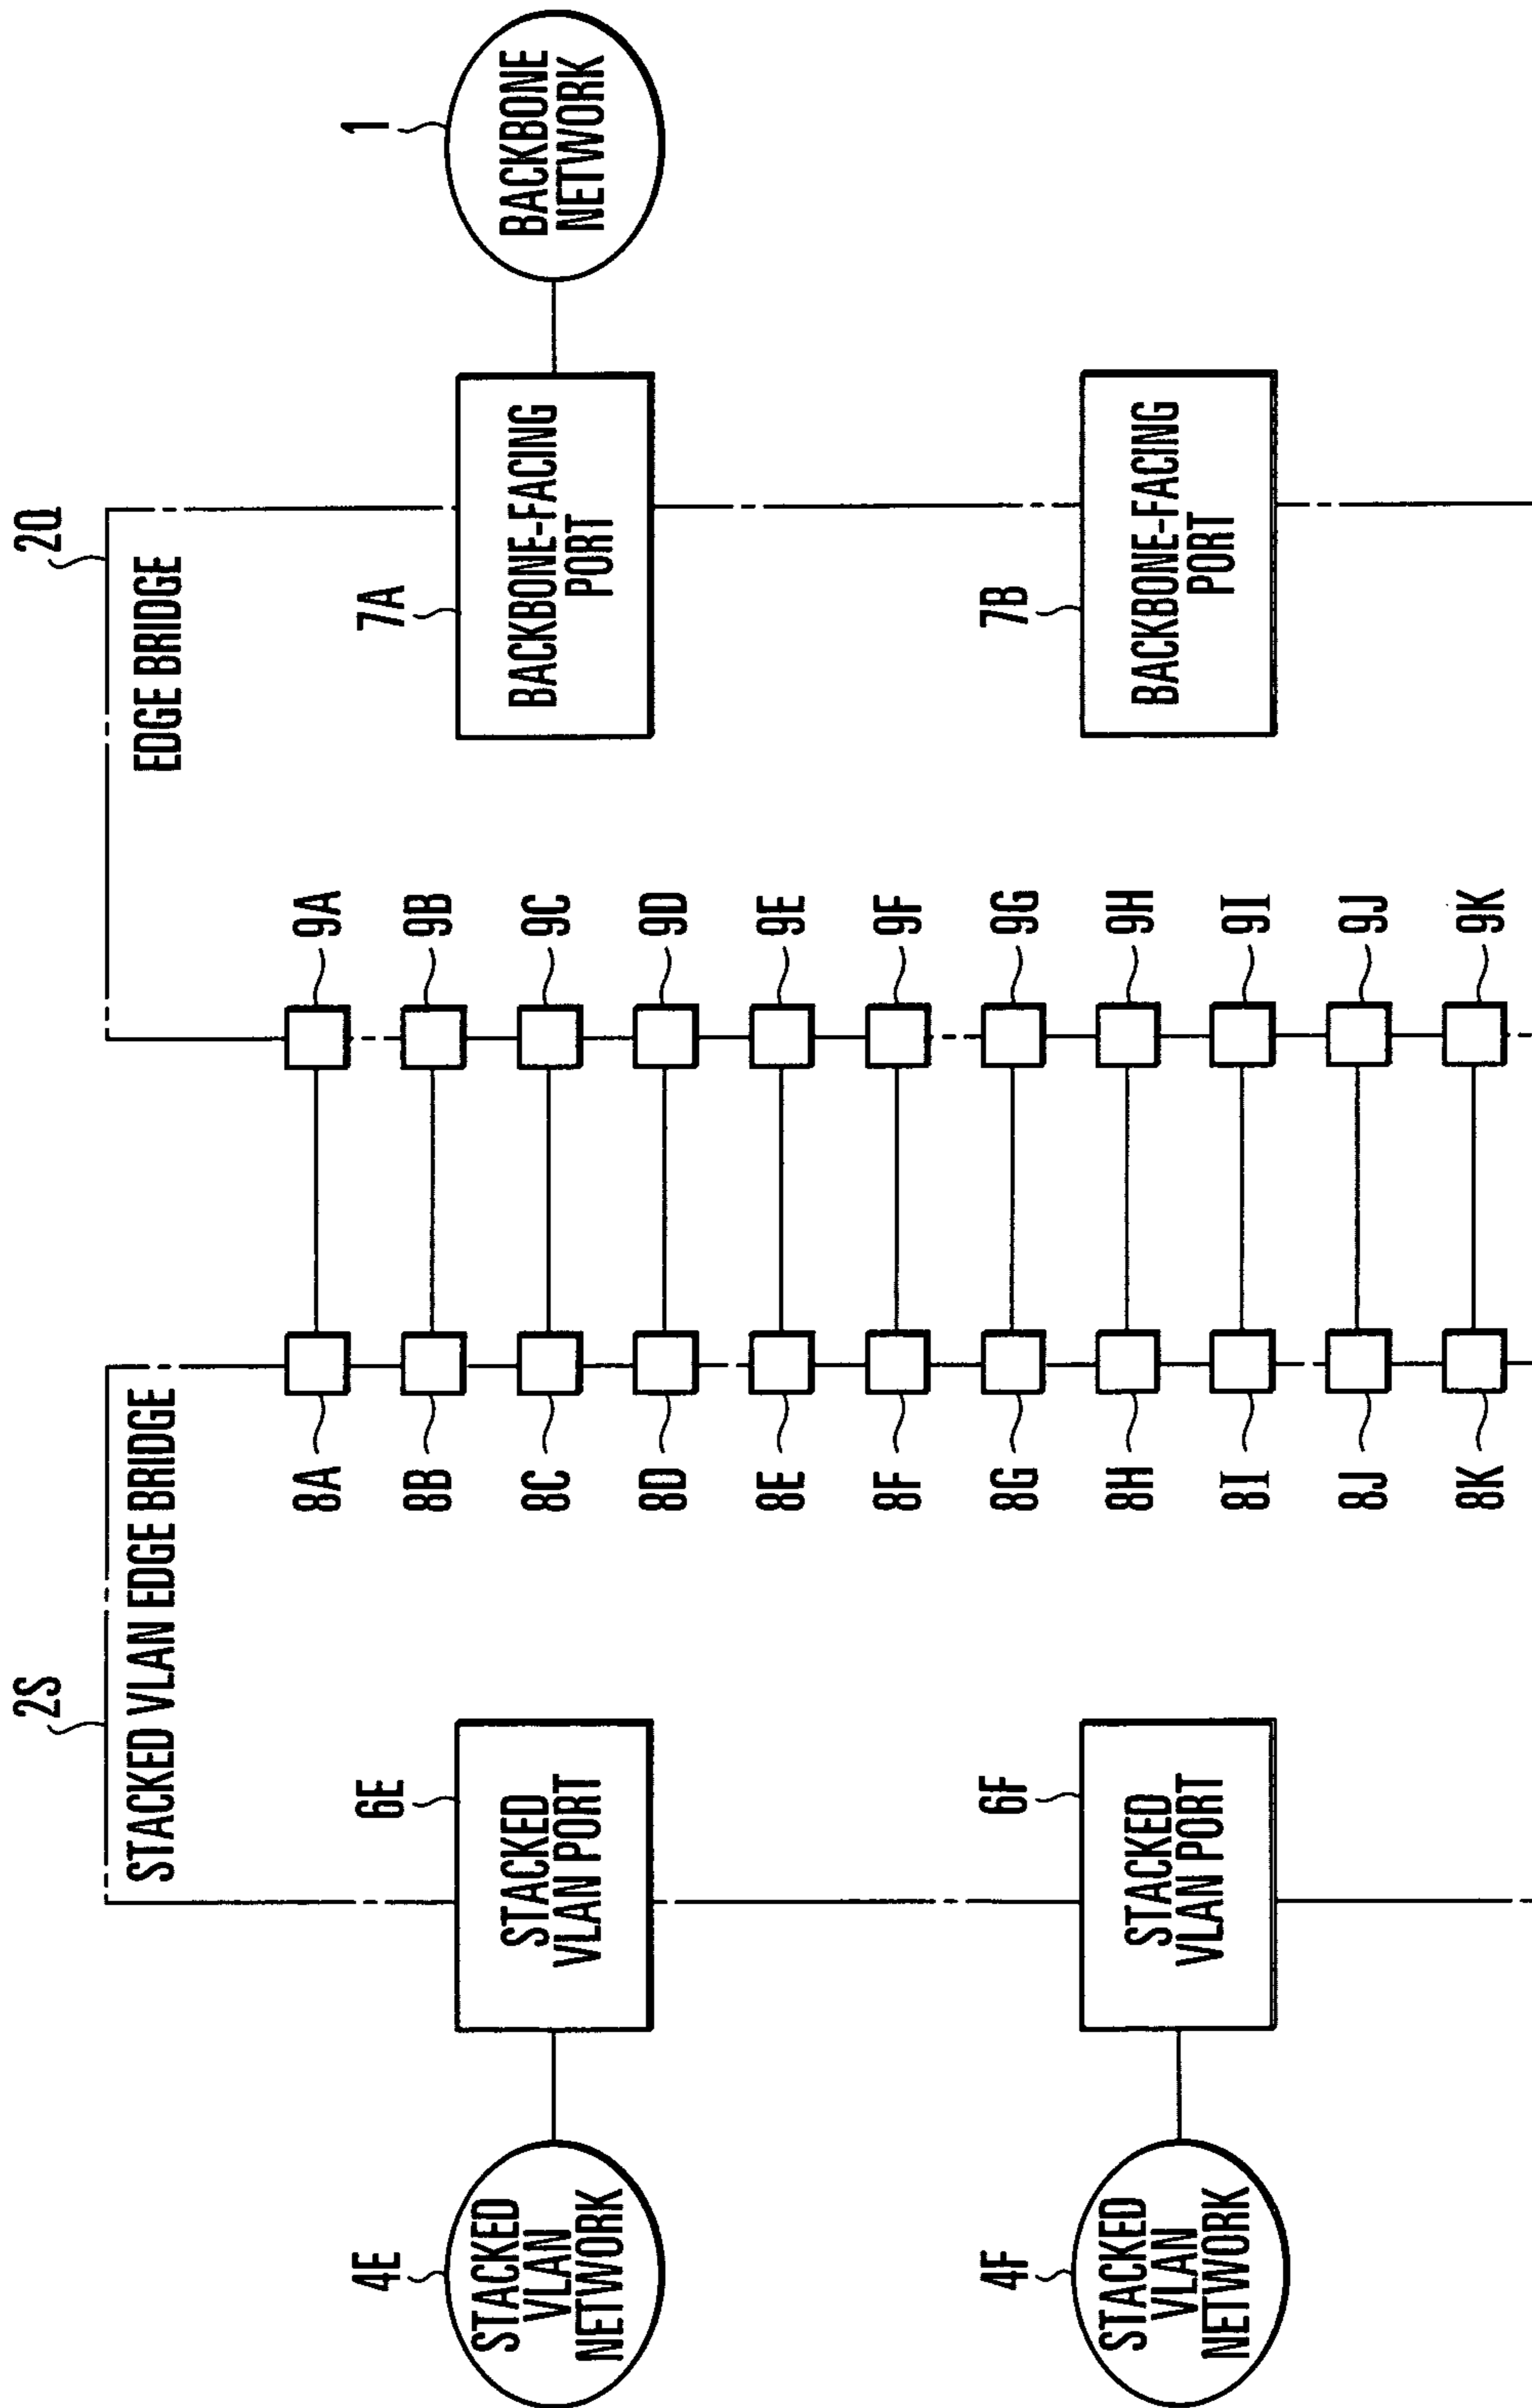 2S
STACKED VLAN EDGE BRIDGE
2Q
EDGE BRIDGE
8A
9A
8B
9B
8C
9C
8D
9D
8E
9E
8F
9F
8G
9G
8H
9H
8I
9I
8J
9J
8K
9K
4E
STACKED
VLAN
NETWORK
6E
STACKED
VLAN PORT
7A
BACKBONE-FACING
PORT
1
BACKBONE
NETWORK
4F
STACKED
VLAN
NETWORK
6F
STACKED
VLAN PORT
7B
BACKBONE-FACING
PORT